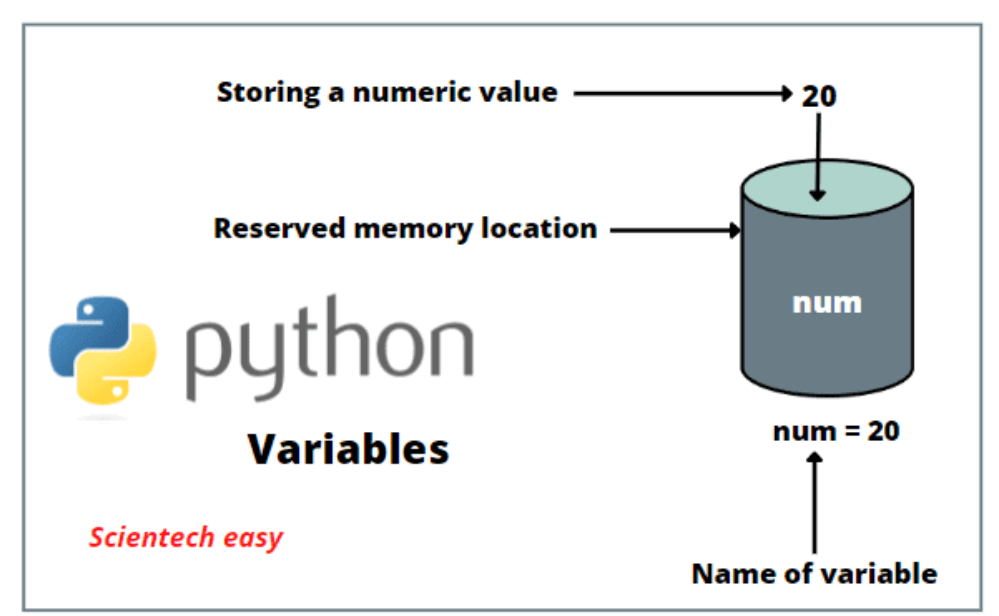 Storing a numeric value
20
Reserved memory location
num
python
Variables
num = 20
Scientech easy
Name of variable